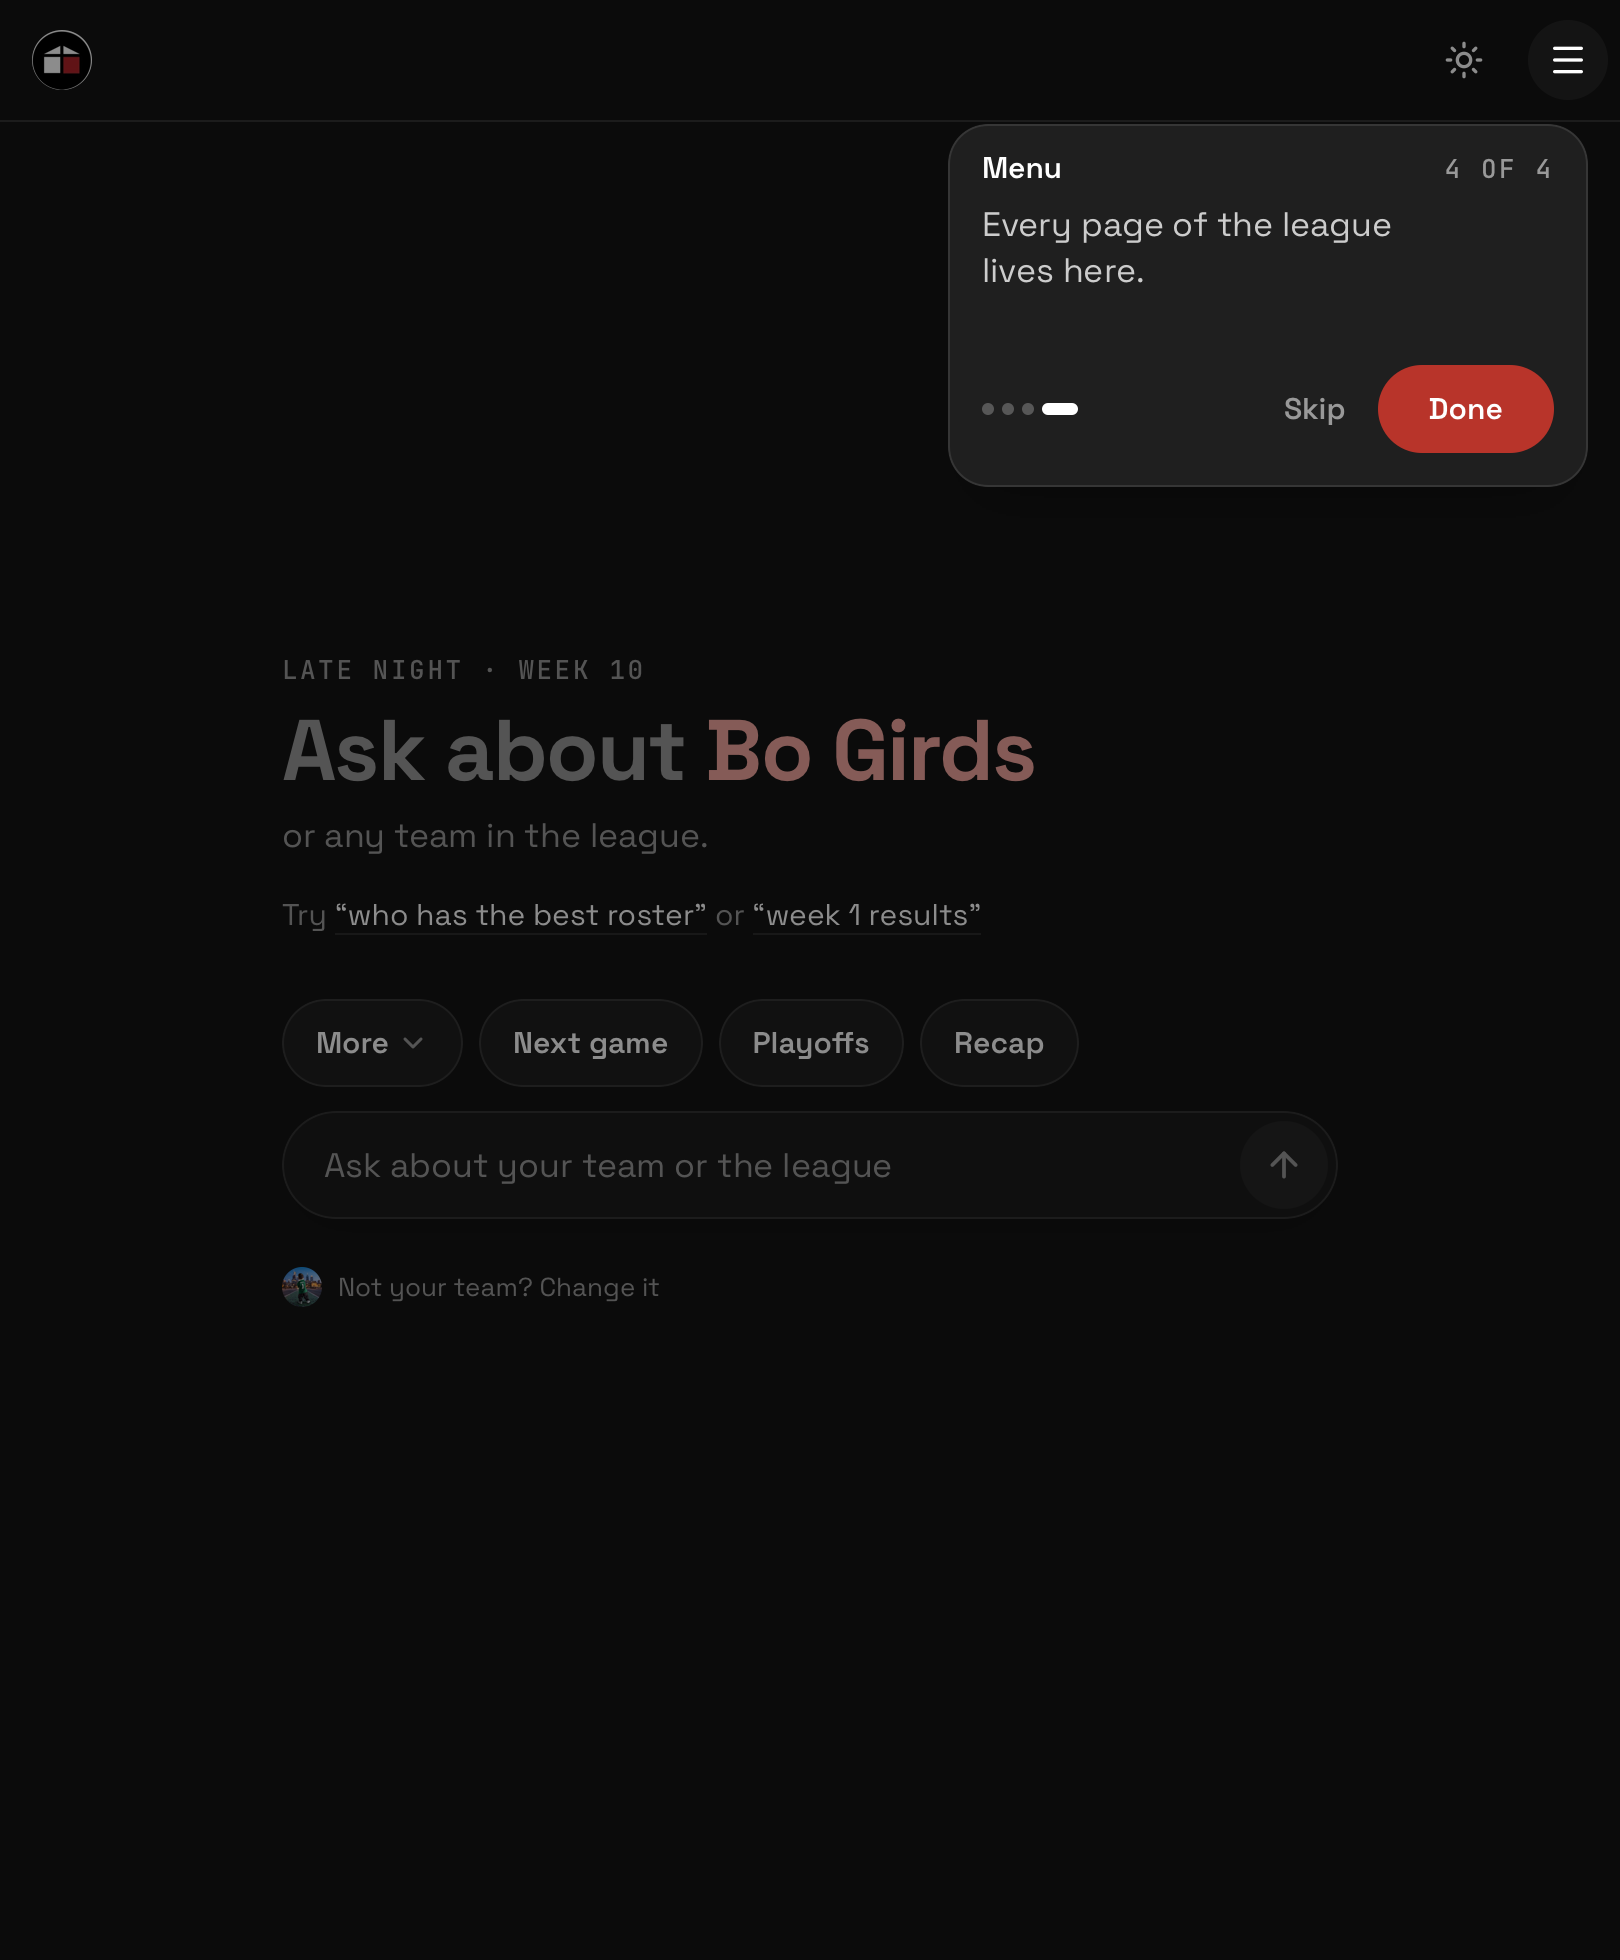 Menu
4 OF 4
Every page of the league
lives here.
Skip
Done
LATE NIGHT · WEEK 10
Ask about Bo Girds
or any team in the league.
Try “who has the best roster” or “week 1 results”
More
Next game
Playoffs
Recap
Ask about your team or the league
Not your team? Change it